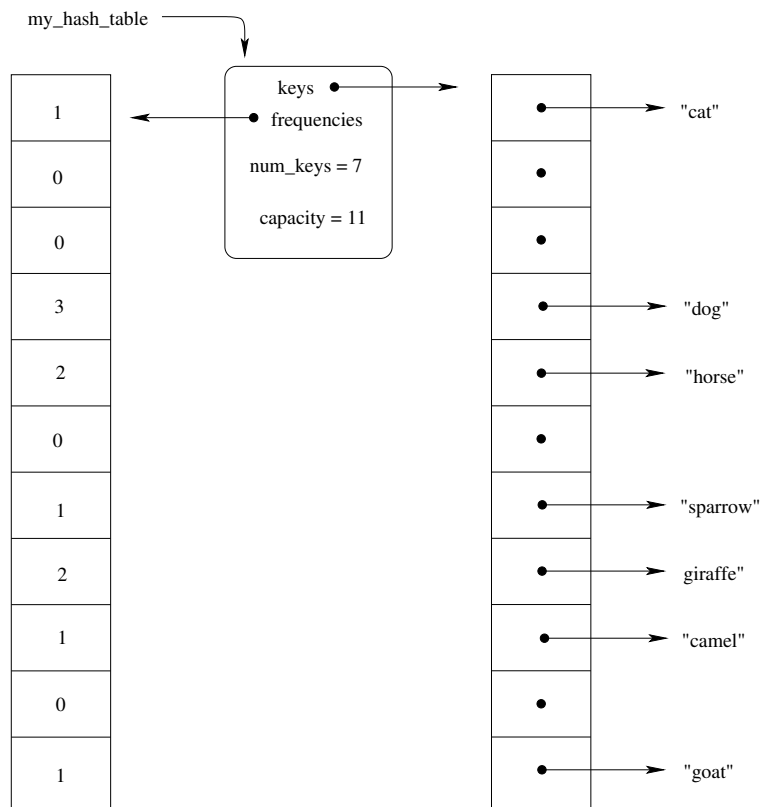 my_hash_table
keys
frequencies
num_keys = 7
capacity = 11
1
0
0
3
2
0
1
2
1
0
1
"cat"
"dog"
"horse"
"sparrow"
giraffe"
"camel"
"goat"